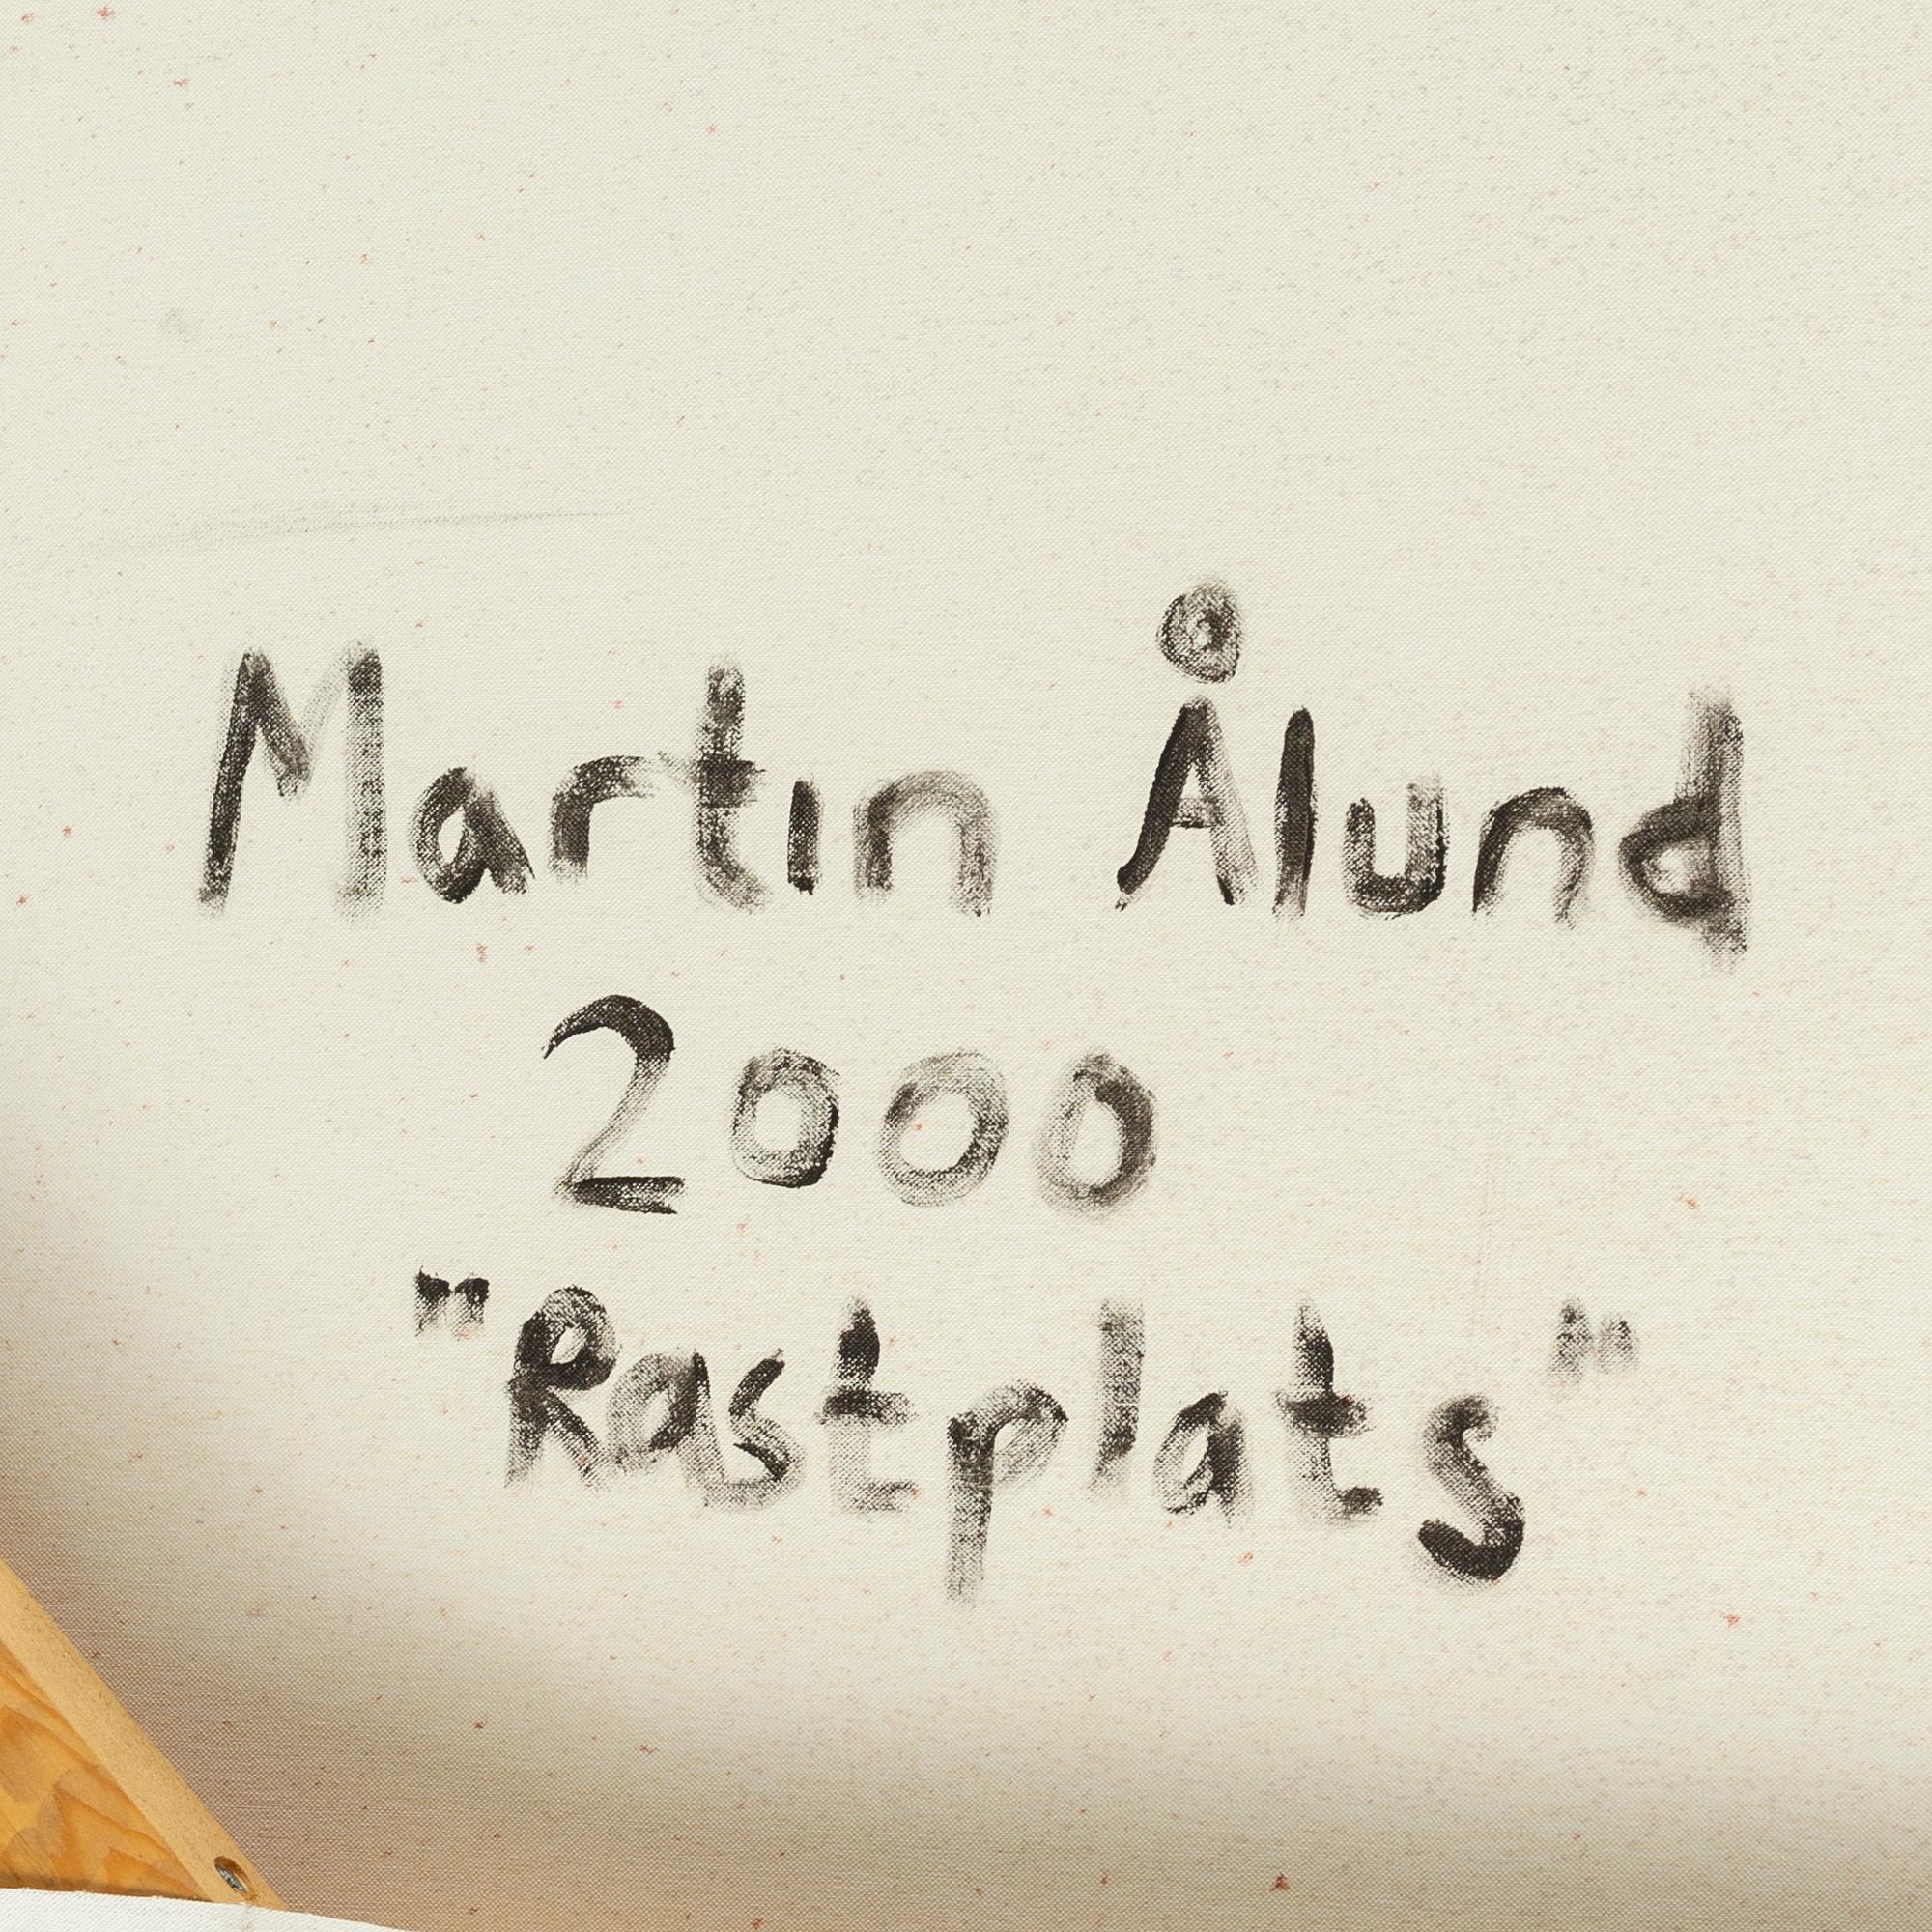 Martin Ålund
2000
"Rastplats"